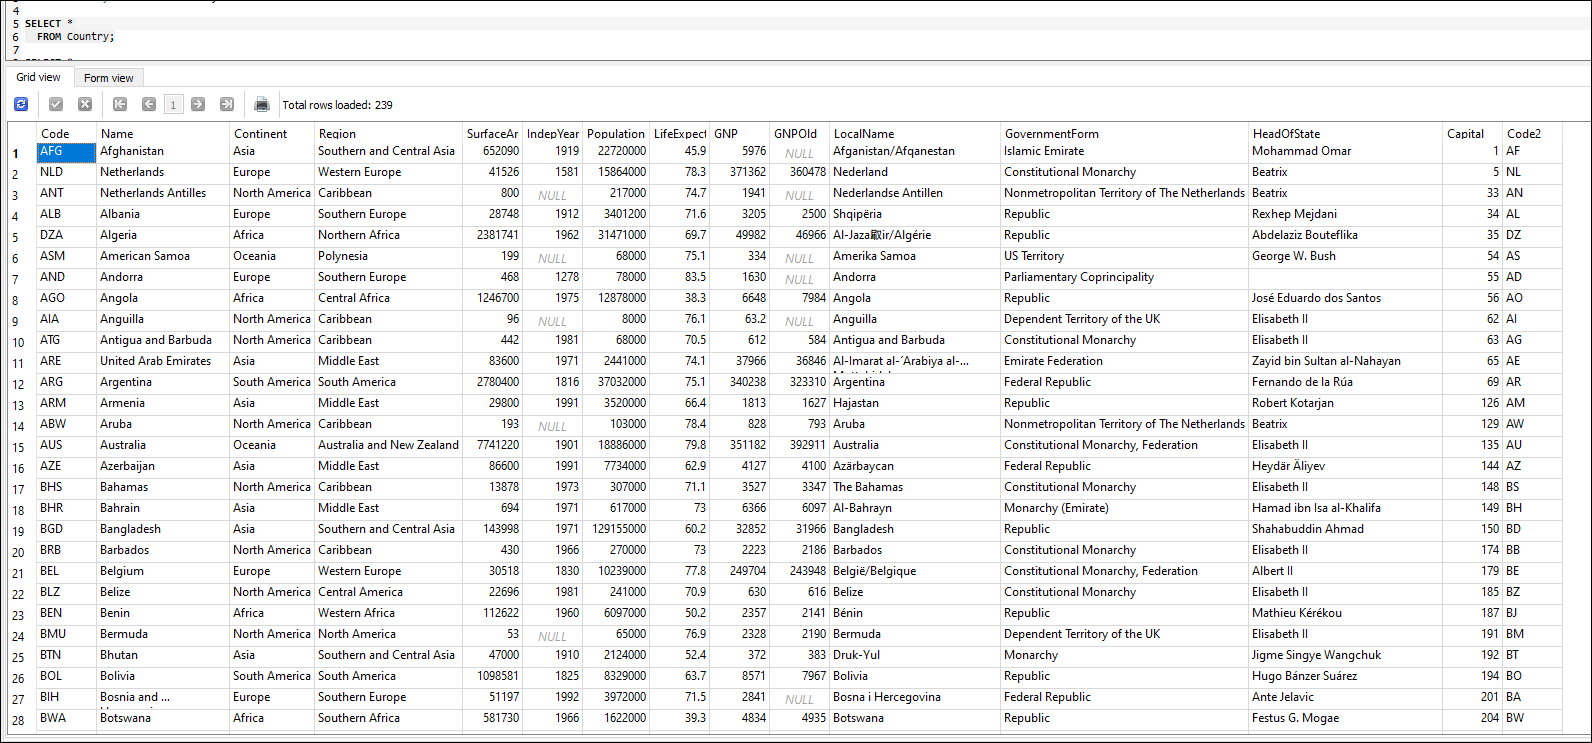 4
5 SELECT *
6 FROM Country;
7
Grid view Form view
1 Total rows loaded: 239
Code Name Continent Region SurfaceAr IndepYear Population LifeExpect GNP GNPOld LocalName GovernmentForm HeadOfState Capital Code2
1 AFG Afghanistan Asia Southern and Central Asia 652090 1919 22720000 45.9 5976 NULL Afganistan/Afqanestan Islamic Emirate Mohammad Omar 1 AF
2 NLD Netherlands Europe Western Europe 41526 1581 15864000 78.3 371362 360478 Nederland Constitutional Monarchy Beatrix 5 NL
3 ANT Netherlands Antilles North America Caribbean 800 NULL 217000 74.7 1941 NULL Nederlandse Antillen Nonmetropolitan Territory of The Netherlands Beatrix 33 AN
4 ALB Albania Europe Southern Europe 28748 1912 3401200 71.6 3205 2500 Shqipëria Republic Rexhep Mejdani 34 AL
5 DZA Algeria Africa Northern Africa 2381741 1962 31471000 69.7 49982 46966 Republic Abdelaziz Bouteflika 35 DZ
6 ASM American Samoa Oceania Polynesia 199 NULL 68000 75.1 334 NULL Amerika Samoa US Territory George W. Bush 54 AS
7 AND Andorra Europe Southern Europe 468 1278 78000 83.5 1630 NULL Andorra Parliamentary Coprincipality 55 AD
8 AGO Angola Africa Central Africa 1246700 1975 12878000 38.3 6648 7984 Angola Republic José Eduardo dos Santos 56 AO
9 AIA Anguilla North America Caribbean 96 NULL 8000 76.1 63.2 NULL Anguilla Dependent Territory of the UK Elisabeth II 62 AI
10 ATG Antigua and Barbuda North America Caribbean 442 1981 68000 70.5 612 584 Antigua and Barbuda Constitutional Monarchy Elisabeth II 63 AG
11 ARE United Arab Emirates Asia Middle East 83600 1971 2441000 74.1 37966 36846 Al-Imarat al-´Arabiya al-... Emirate Federation Zayid bin Sultan al-Nahayan 65 AE
12 ARG Argentina South America South America 2780400 1816 37032000 75.1 340238 323310 Argentina Federal Republic Fernando de la Rúa 69 AR
13 ARM Armenia Asia Middle East 29800 1991 3520000 66.4 1813 1627 Hajastan Republic Robert Kotarjan 126 AM
14 ABW Aruba North America Caribbean 193 NULL 103000 78.4 828 793 Aruba Nonmetropolitan Territory of The Netherlands Beatrix 129 AW
15 AUS Australia Oceania Australia and New Zealand 7741220 1901 18886000 79.8 351182 392911 Australia Constitutional Monarchy, Federation Elisabeth II 135 AU
16 AZE Azerbaijan Asia Middle East 86600 1991 7734000 62.9 4127 4100 Azärbaycan Federal Republic Heydär Äliyev 144 AZ
17 BHS Bahamas North America Caribbean 13878 1973 307000 71.1 3527 3347 The Bahamas Constitutional Monarchy Elisabeth II 148 BS
18 BHR Bahrain Asia Middle East 694 1971 617000 73 6366 6097 Al-Bahrayn Monarchy (Emirate) Hamad ibn Isa al-Khalifa 149 BH
19 BGD Bangladesh Asia Southern and Central Asia 143998 1971 129155000 60.2 32852 31966 Bangladesh Republic Shahabuddin Ahmad 150 BD
20 BRB Barbados North America Caribbean 430 1966 270000 73 2223 2186 Barbados Constitutional Monarchy Elisabeth II 174 BB
21 BEL Belgium Europe Western Europe 30518 1830 10239000 77.8 249704 243948 België/Belgique Constitutional Monarchy, Federation Albert II 179 BE
22 BLZ Belize North America Central America 22696 1981 241000 70.9 630 616 Belize Constitutional Monarchy Elisabeth II 185 BZ
23 BEN Benin Africa Western Africa 112622 1960 6097000 50.2 2357 2141 Bénin Republic Mathieu Kérékou 187 BJ
24 BMU Bermuda North America North America 53 NULL 65000 76.9 2328 2190 Bermuda Dependent Territory of the UK Elisabeth II 191 BM
25 BTN Bhutan Asia Southern and Central Asia 47000 1910 2124000 52.4 372 383 Druk-Yul Monarchy Jigme Singye Wangchuk 192 BT
26 BOL Bolivia South America South America 1098581 1825 8329000 63.7 8571 7967 Bolivia Republic Hugo Bánzer Suárez 194 BO
27 BIH Bosnia and ... Europe Southern Europe 51197 1992 3972000 71.5 2841 NULL Bosna i Hercegovina Federal Republic Ante Jelavic 201 BA
28 BWA Botswana Africa Southern Africa 581730 1966 1622000 39.3 4834 4935 Botswana Republic Festus G. Mogae 204 BW